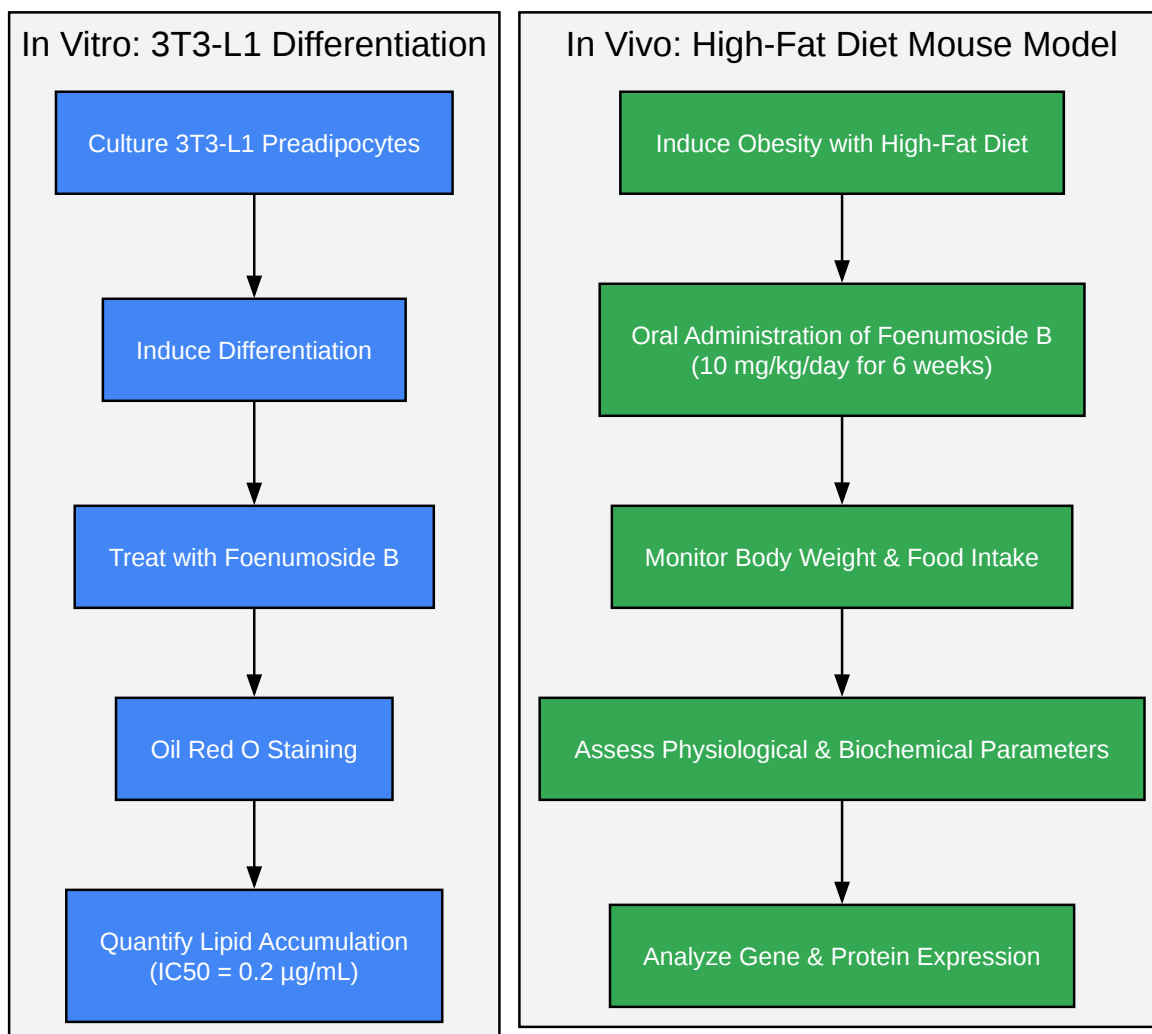 In Vitro: 3T3-L1 Differentiation
Culture 3T3-L1 Preadipocytes
Induce Differentiation
Treat with Foenumoside B
Oil Red O Staining
Quantify Lipid Accumulation
(IC50 = 0.2 µg/mL)
In Vivo: High-Fat Diet Mouse Model
Induce Obesity with High-Fat Diet
Oral Administration of Foenumoside B
(10 mg/kg/day for 6 weeks)
Monitor Body Weight & Food Intake
Assess Physiological & Biochemical Parameters
Analyze Gene & Protein Expression